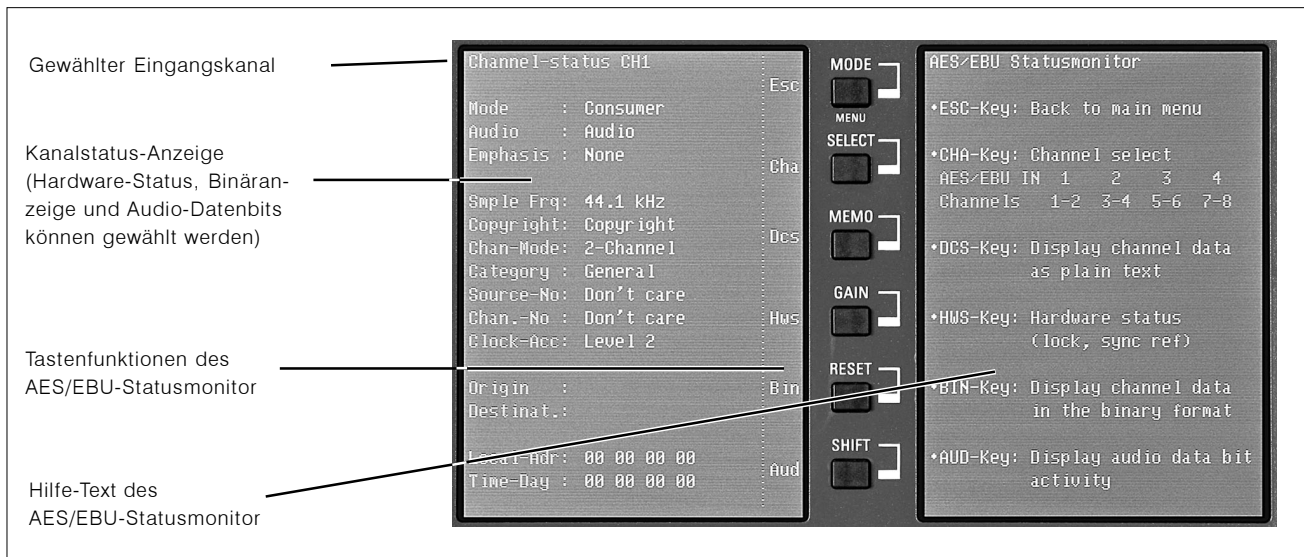 Gewählter Eingangskanal
Kanalstatus-Anzeige
(Hardware-Status, Binäran-
zeige und Audio-Datenbits
können gewählt werden)
Tastenfunktionen des
AES/EBU-Statusmonitor
Hilfe-Text des
AES/EBU-Statusmonitor
Channel-status CH1
Mode : Consumer
Audio : Audio
Emphasis : None
Smple Frq: 44.1 kHz
Copyright: Copyright
Chan-Mode: 2-Channel
Category : General
Source-No: Don't care
Chan.-No : Don't care
Clock-Acc: Level 2
Origin :
Destinat.:
Local-Adr: 00 00 00 00
Time-Day : 00 00 00 00
Esc
Cha
Dcs
Hws
Bin
Aud
MODE
MENU
SELECT
MEMO
GAIN
RESET
SHIFT
AES/EBU Statusmonitor
•ESC-Key: Back to main menu
•CHA-Key: Channel select
AES/EBU IN 1 2 3 4
Channels 1-2 3-4 5-6 7-8
•DCS-Key: Display channel data
as plain text
•HWS-Key: Hardware status
(lock, sync ref)
•BIN-Key: Display channel data
in the binary format
•AUD-Key: Display audio data bit
activity